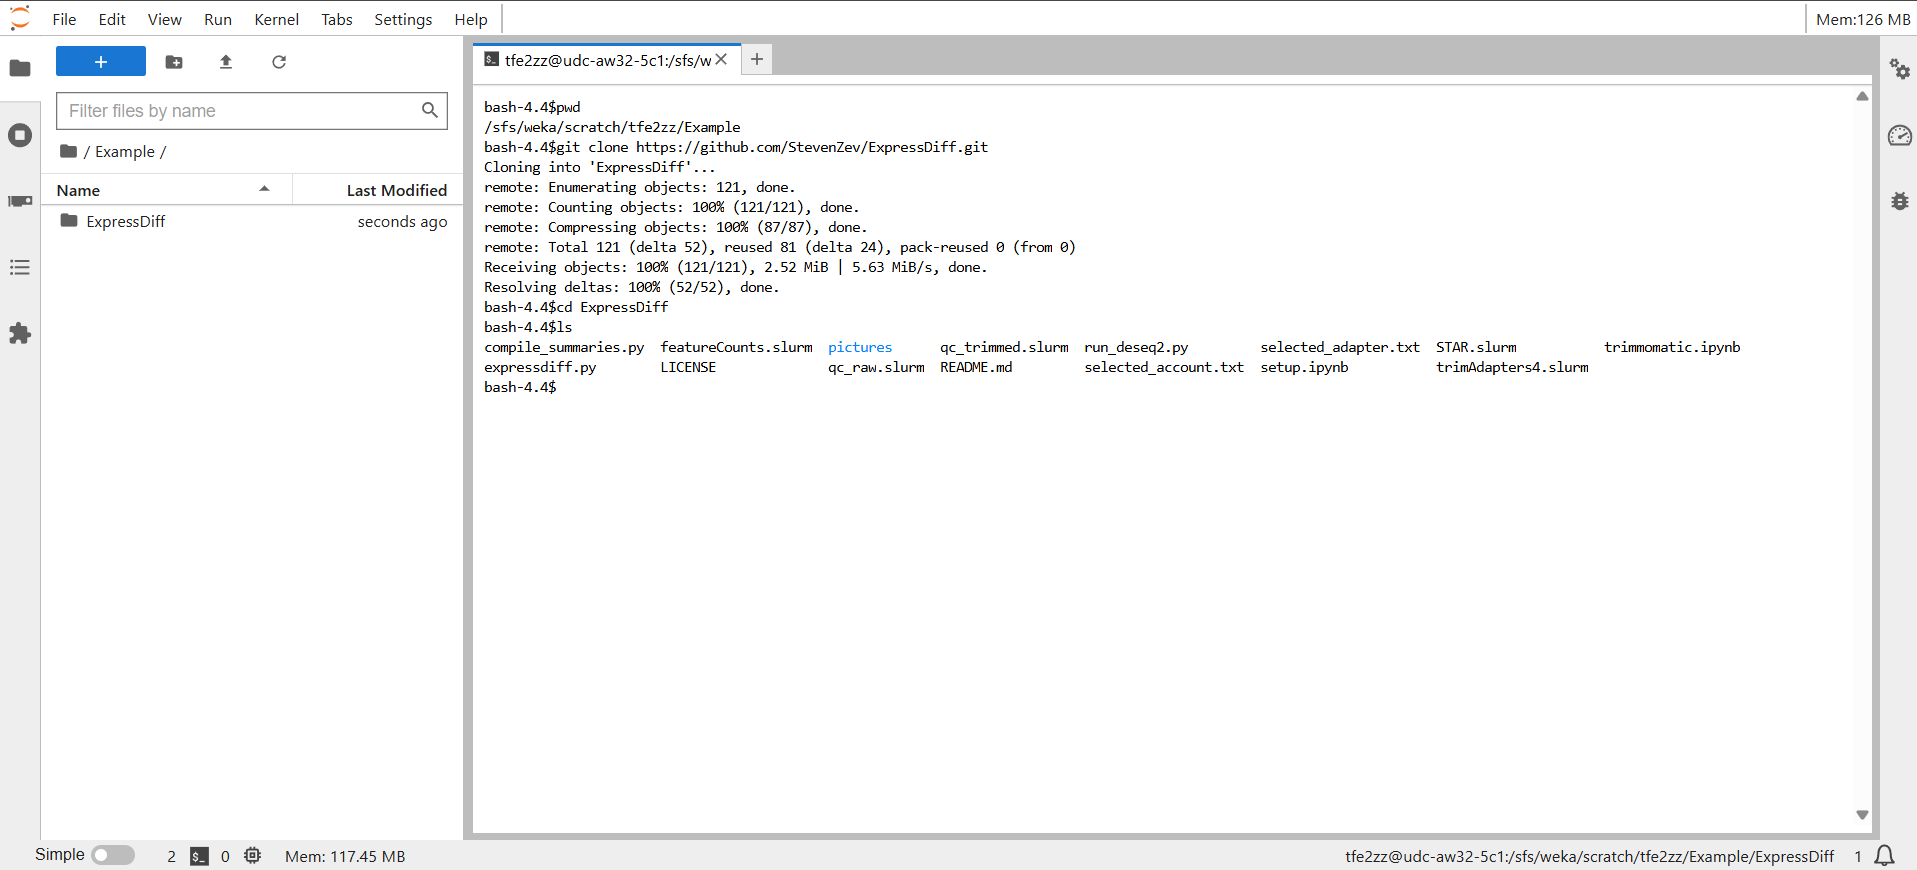 File Edit View Run Kernel Tabs Settings Help Mem:126 MB
+
Filter files by name
/ Example /
Name Last Modified
ExpressDiff seconds ago
$_ tfe2zz@udc-aw32-5c1:/sfs/w +
bash-4.4$pwd
/sfs/weka/scratch/tfe2zz/Example
bash-4.4$git clone https://github.com/StevenZev/ExpressDiff.git
Cloning into 'ExpressDiff'...
remote: Enumerating objects: 121, done.
remote: Counting objects: 100% (121/121), done.
remote: Compressing objects: 100% (87/87), done.
remote: Total 121 (delta 52), reused 81 (delta 24), pack-reused 0 (from 0)
Receiving objects: 100% (121/121), 2.52 MiB | 5.63 MiB/s, done.
Resolving deltas: 100% (52/52), done.
bash-4.4$cd ExpressDiff
bash-4.4$ls
compile_summaries.py featureCounts.slurm pictures qc_trimmed.slurm run_deseq2.py selected_adapter.txt STAR.slurm trimmomatic.ipynb
expressdiff.py LICENSE qc_raw.slurm README.md selected_account.txt setup.ipynb trimAdapters4.slurm
bash-4.4$
Simple 2 $_ 0 Mem: 117.45 MB tfe2zz@udc-aw32-5c1:/sfs/weka/scratch/tfe2zz/Example/ExpressDiff 1